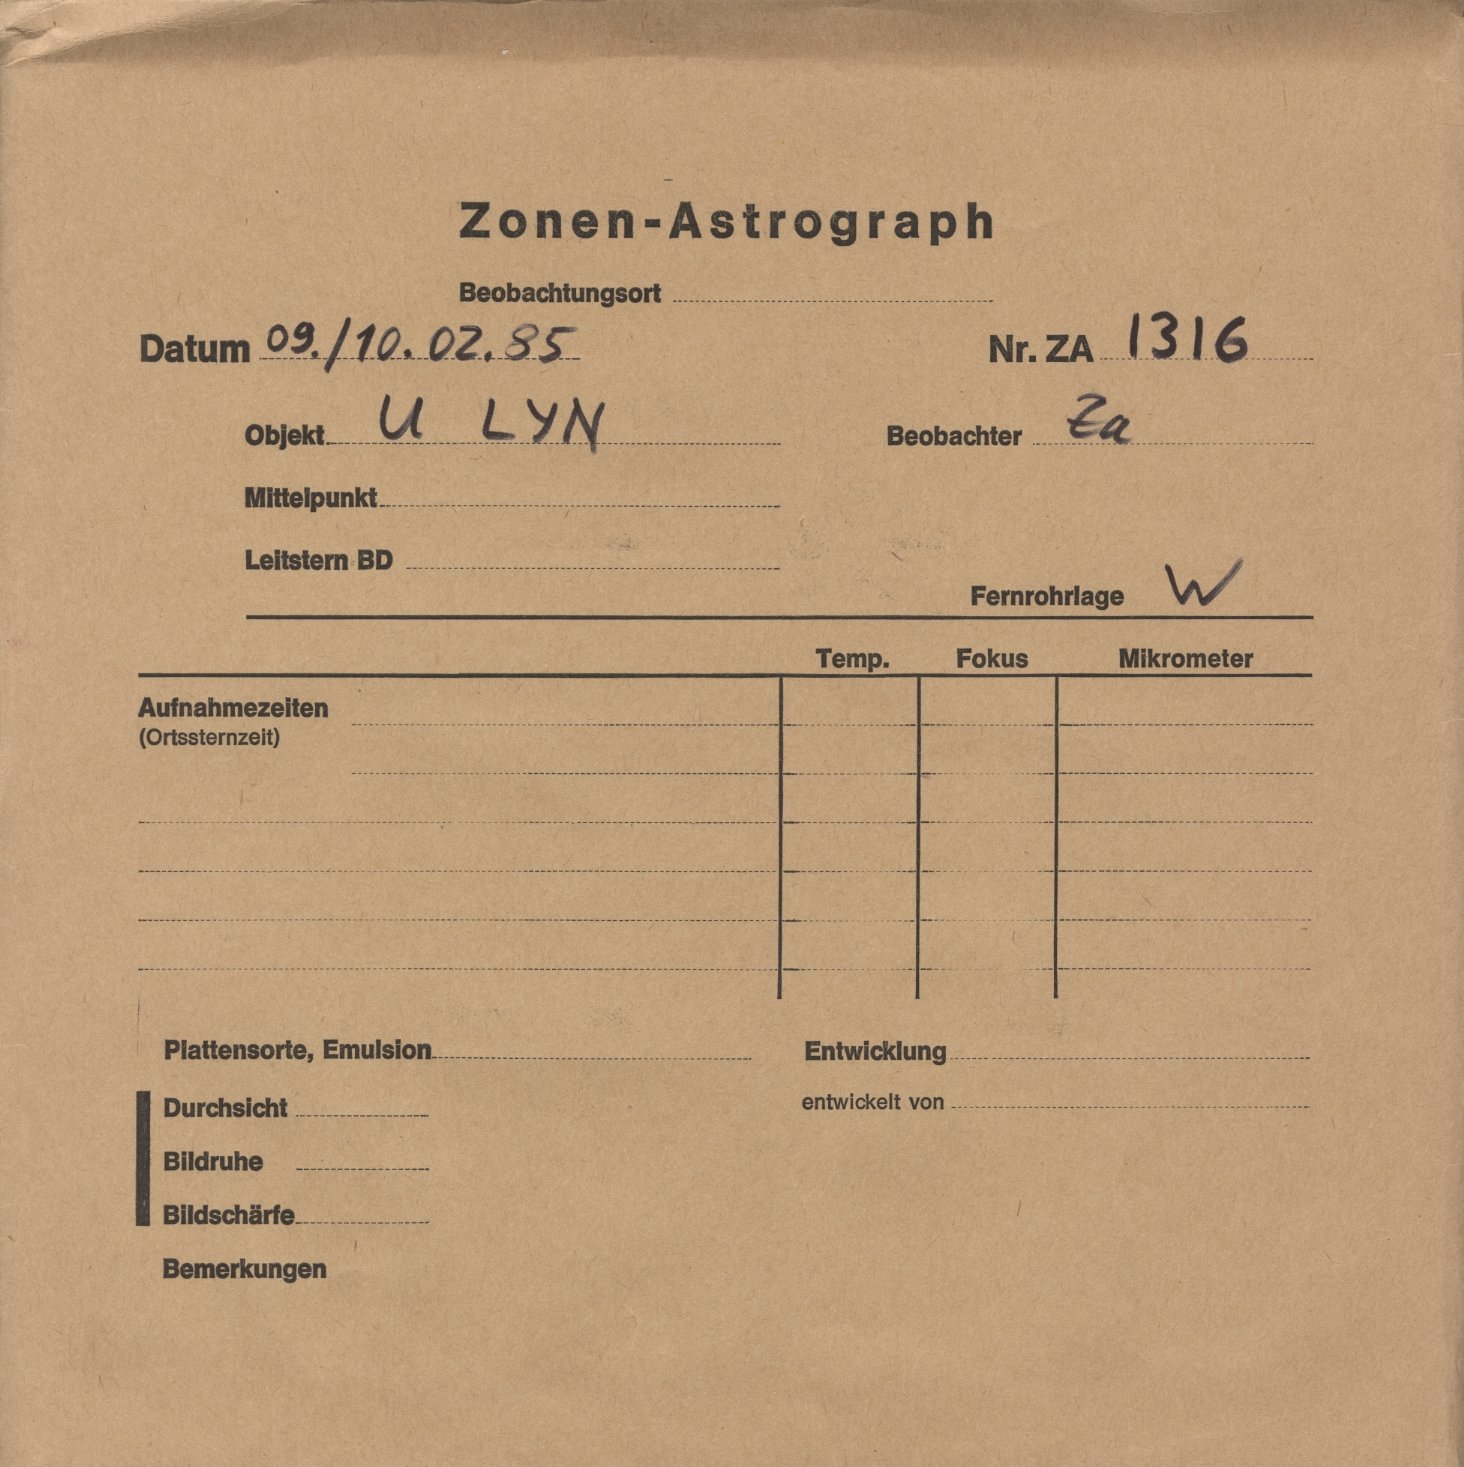 Zonen-Astrograph
Beobachtungsort
Datum 09./10.02.85 Nr. ZA 1316
Objekt U LYN Beobachter Za
Mittelpunkt
Leitstern BD
Fernrohrlage W
Temp. Fokus Mikrometer
Aufnahmezeiten
(Ortssternzeit)
Plattensorte, Emulsion Entwicklung
Durchsicht entwickelt von
Bildruhe
Bildschärfe
Bemerkungen